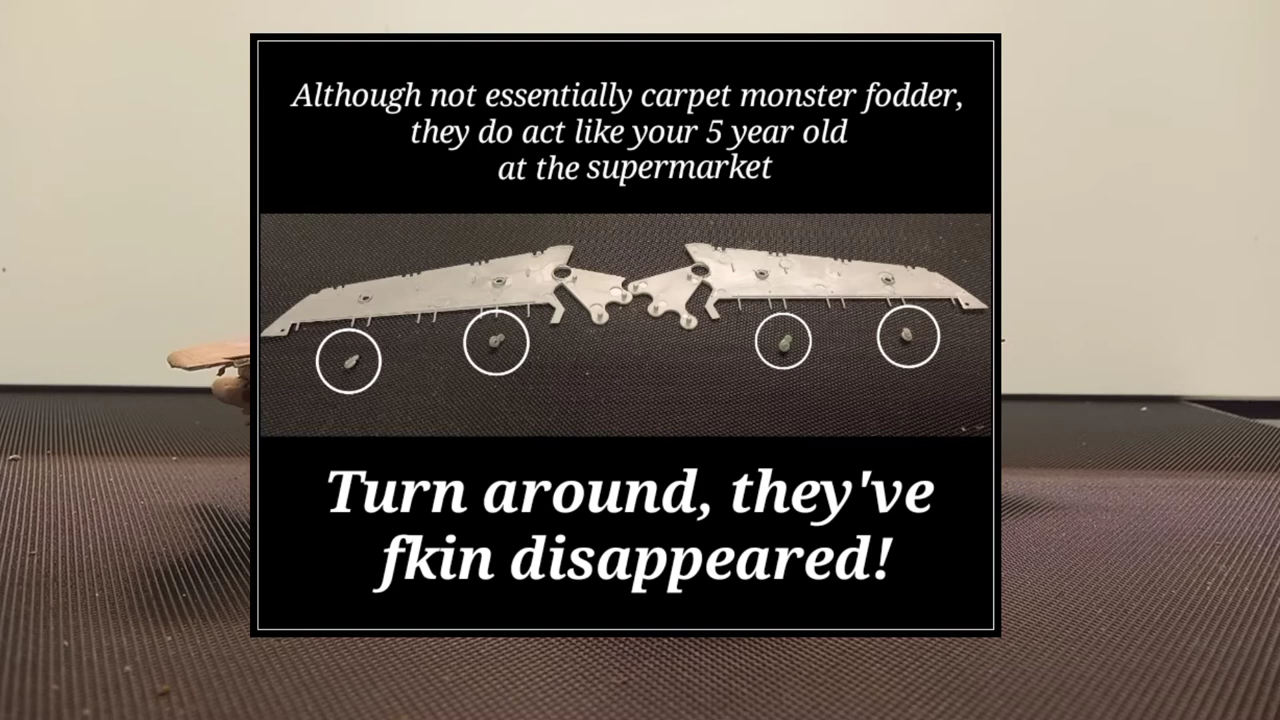 Although not essentially carpet monster fodder,
they do act like your 5 year old
at the supermarket
Turn around, they've
fkin disappeared!